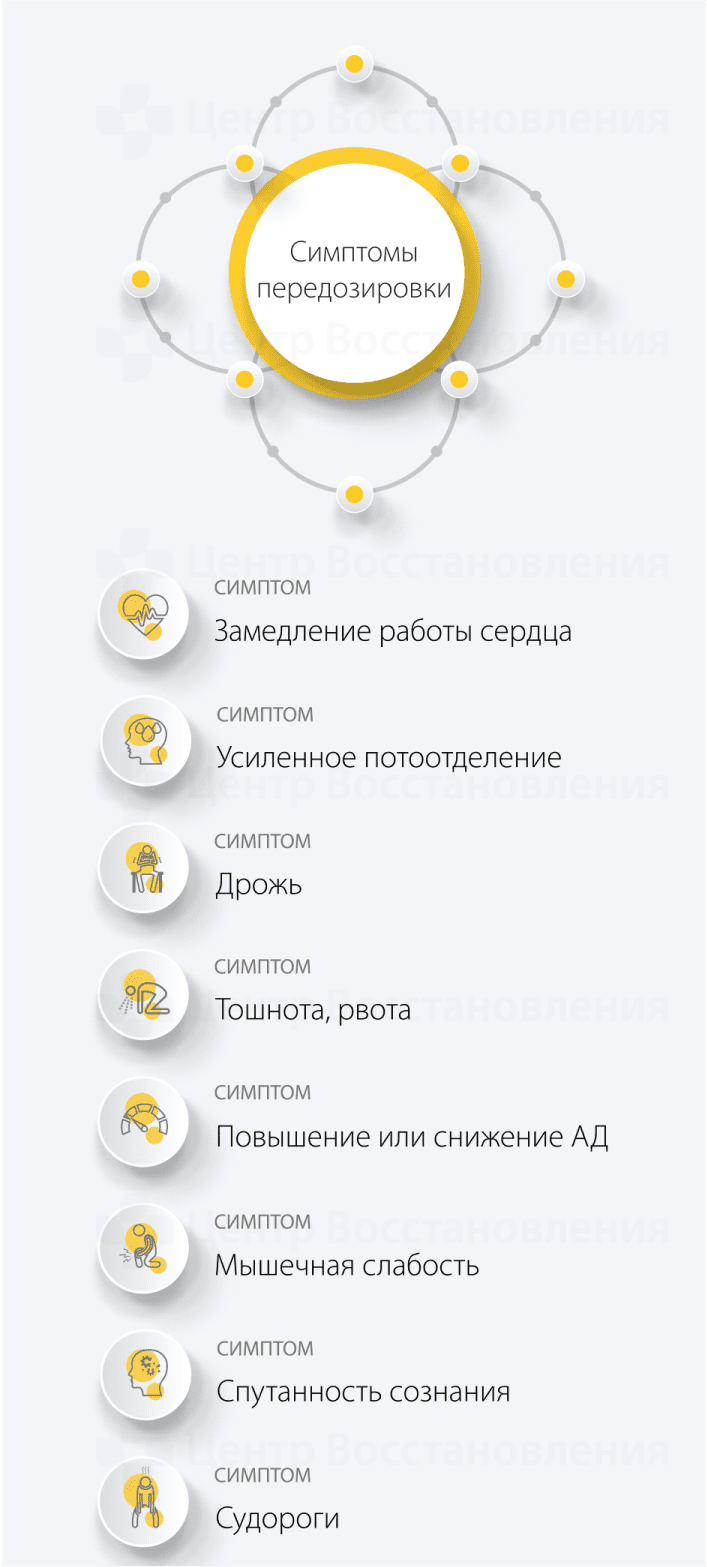 Центр Восстановления
Симптомы
передозировки
Центр Восстановления
Центр Восстановления
СИМПТОМ
Замедление работы сердца
СИМПТОМ
Усиленное потоотделение
Центр Восстановления
СИМПТОМ
Дрожь
СИМПТОМ
Тошнота, рвота
Центр Восстановления
СИМПТОМ
Повышение или снижение АД
СИМПТОМ
Центр Восстановления
Мышечная слабость
СИМПТОМ
Спутанность сознания
Центр Восстановления
СИМПТОМ
Судороги